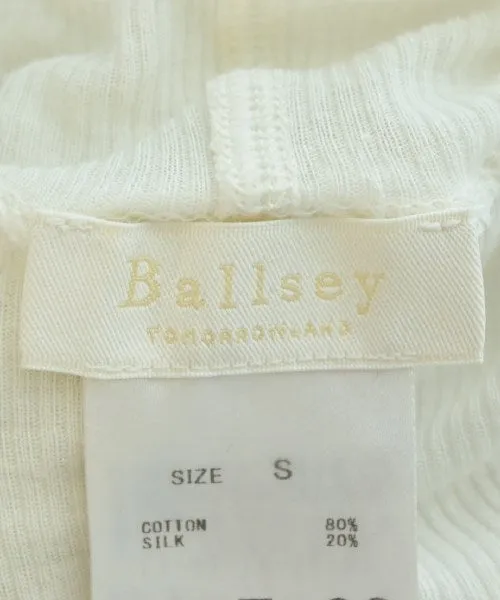 Ballsey
TOMORROWLAND
SIZE S
COTTON 80%
SILK 20%